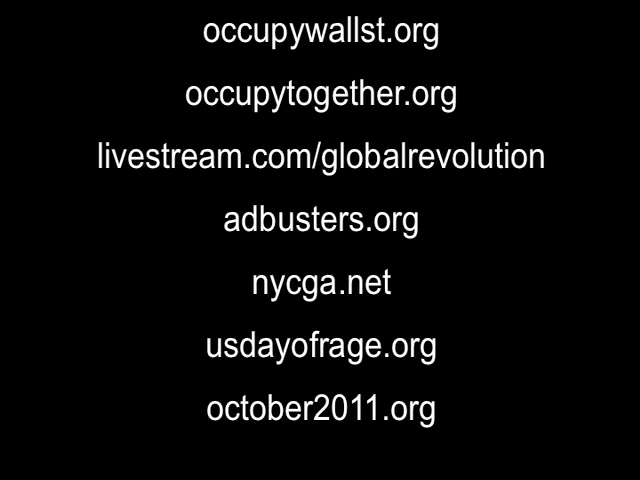 occupywallst.org
occupytogether.org
livestream.com/globalrevolution
adbusters.org
nycga.net
usdayofrage.org
october2011.org